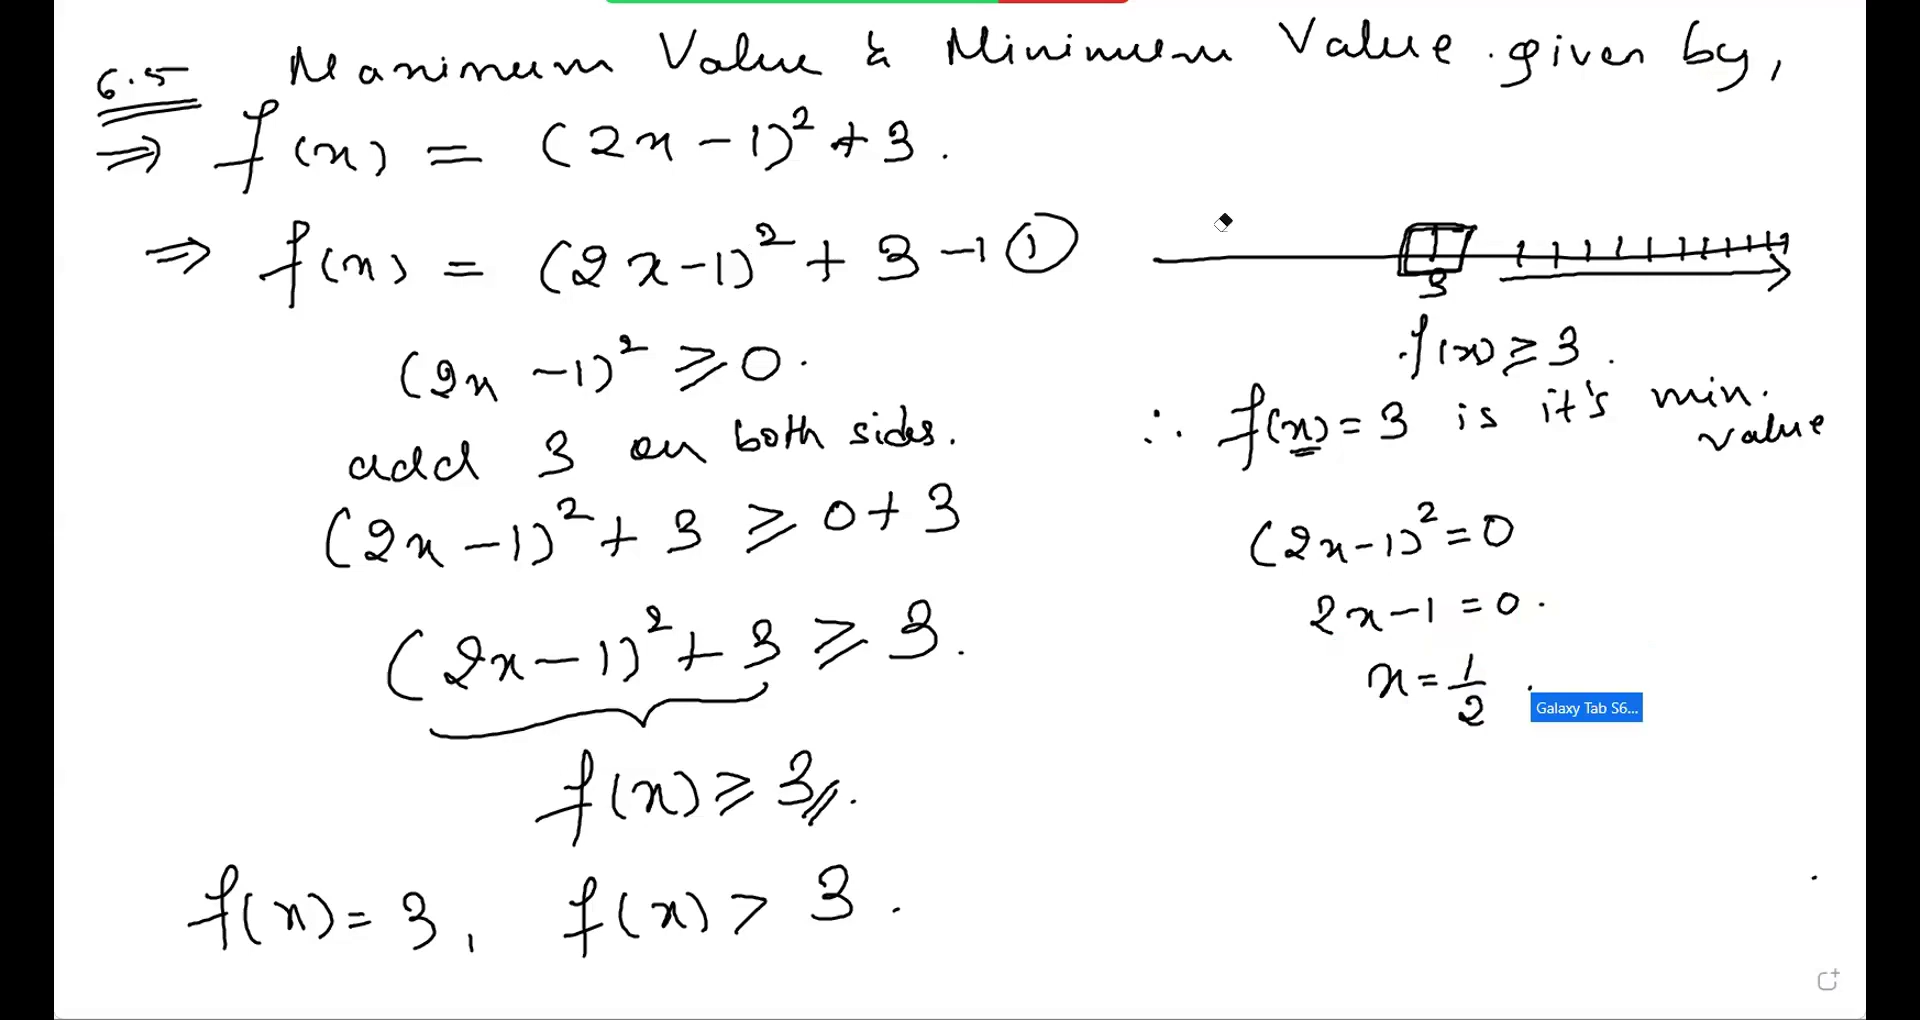 6.5 Maximum Value & Minimum Value given by,
⇒ f(x) = (2x-1)² + 3.
⇒ f(x) = (2x-1)² + 3 - ①
(2x-1)² ⩾ 0.
add 3 on both sides.
(2x-1)² + 3 ⩾ 0+3
(2x-1)² + 3 ⩾ 3.
f(x) ⩾ 3.
f(x) = 3, f(x) > 3.
3
f(x) ≥ 3.
∴ f(x) = 3 is it's min.
value
(2x-1)² = 0
2x-1 = 0.
x = 1/2.
Galaxy Tab S6...